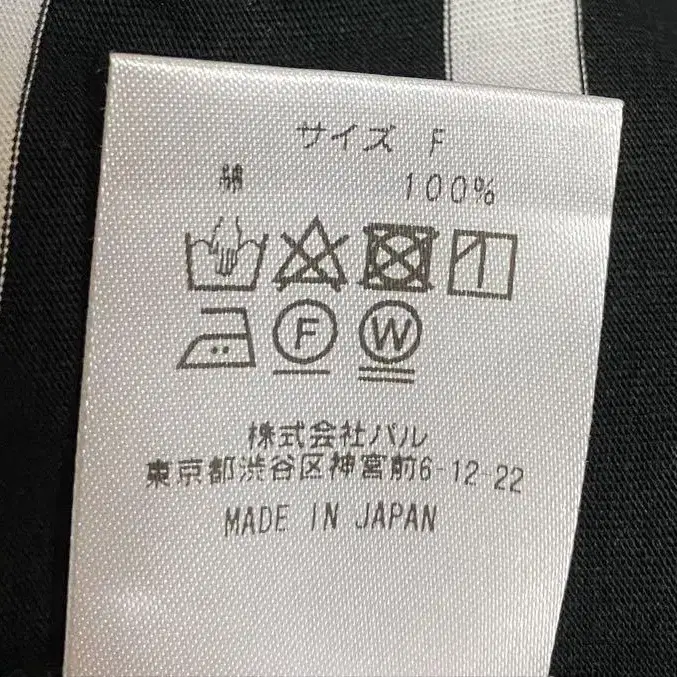 サイズ F
綿 100%
F W
株式会社パル
東京都渋谷区神宮前6-12-22
MADE IN JAPAN